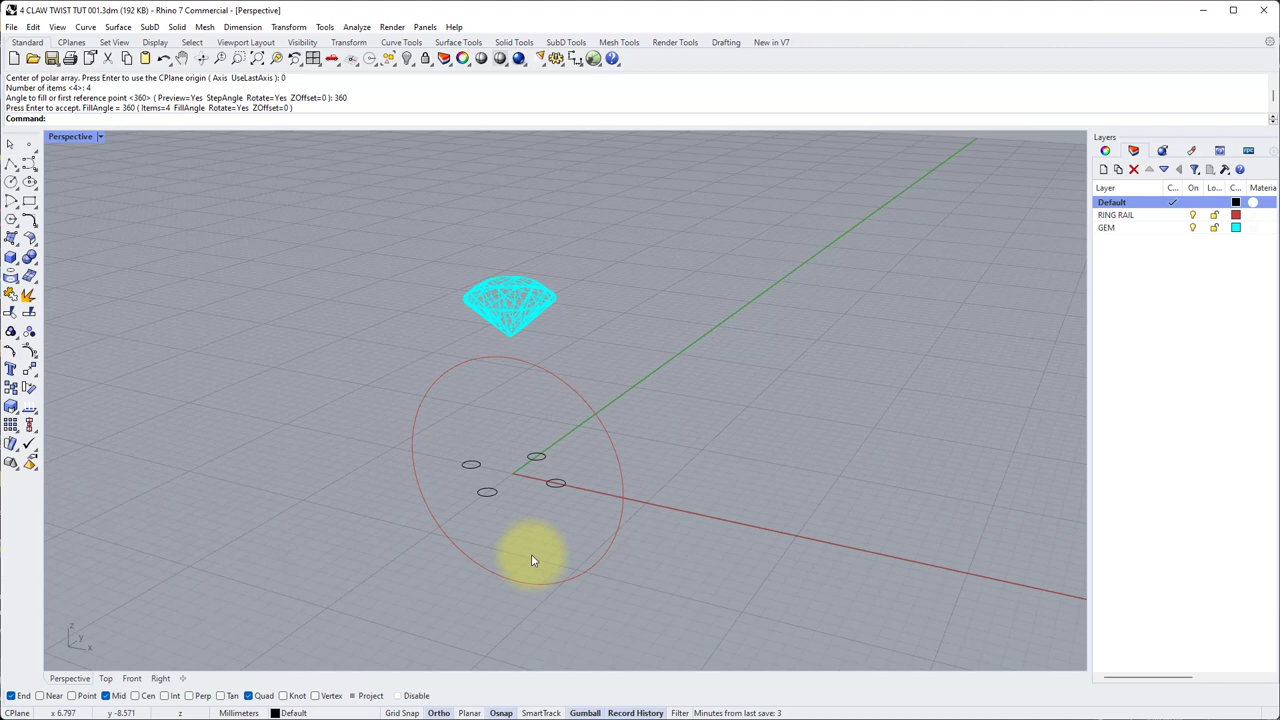 4 CLAW TWIST TUT 001.3dm (192 KB) - Rhino 7 Commercial - [Perspective]
File Edit View Curve Surface SubD Solid Mesh Dimension Transform Tools Analyze Render Panels Help
Standard CPlanes Set View Display Select Viewport Layout Visibility Transform Curve Tools Surface Tools Solid Tools SubD Tools Mesh Tools Render Tools Drafting New in V7
Center of polar array. Press Enter to use the CPlane origin ( Axis UseLastAxis ): 0
Number of items <4>: 4
Angle to fill or first reference point <360> ( Preview=Yes StepAngle Rotate=Yes ZOffset=0 ): 360
Press Enter to accept. FillAngle = 360 ( Items=4 FillAngle Rotate=Yes ZOffset=0 )
Command:
Perspective
Layers
Layer C... On Lo... C... Materia
Default
RING RAIL
GEM
z
y
x
Perspective Top Front Right
End Near Point Mid Cen Int Perp Tan Quad Knot Vertex Project Disable
CPlane x 6.797 y -8.571 z Millimeters Default Grid Snap Ortho Planar Osnap SmartTrack Gumball Record History Filter Minutes from last save: 3